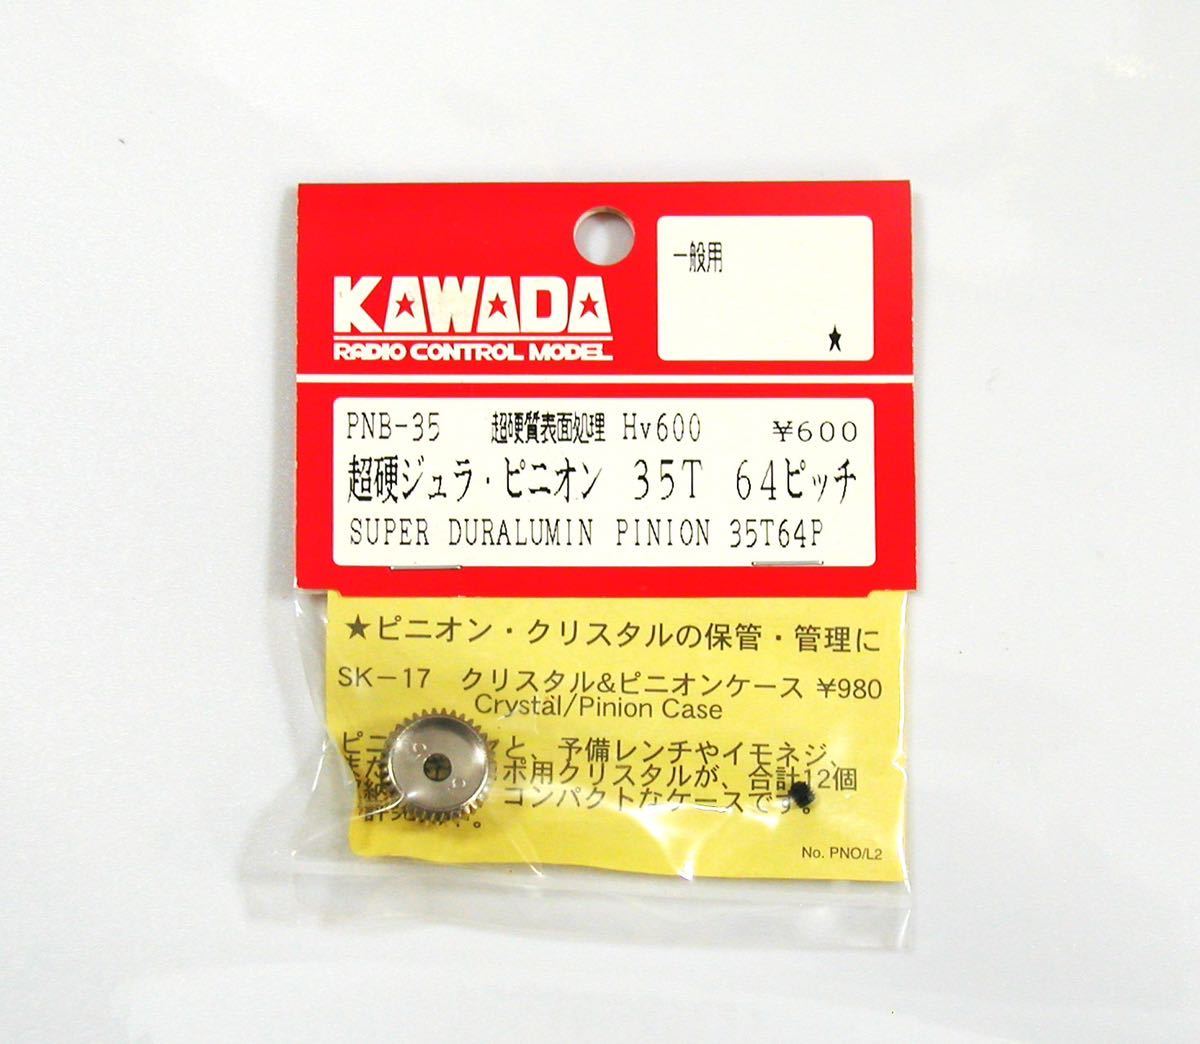 KAWADA
RADIO CONTROL MODEL
一般用
★
PNB-35 超硬質表面処理 Hv600 ¥600
超硬ジュラ・ピニオン 35T 64ピッチ
SUPER DURALUMIN PINION 35T64P
★ピニオン・クリスタルの保管・管理に
SK-17 クリスタル&ピニオンケース ¥980
Crystal/Pinion Case
と、予備レンチやイモネジ、
ポ用クリスタルが、合計12個
コンパクトなケースです。
No. PNO/L2